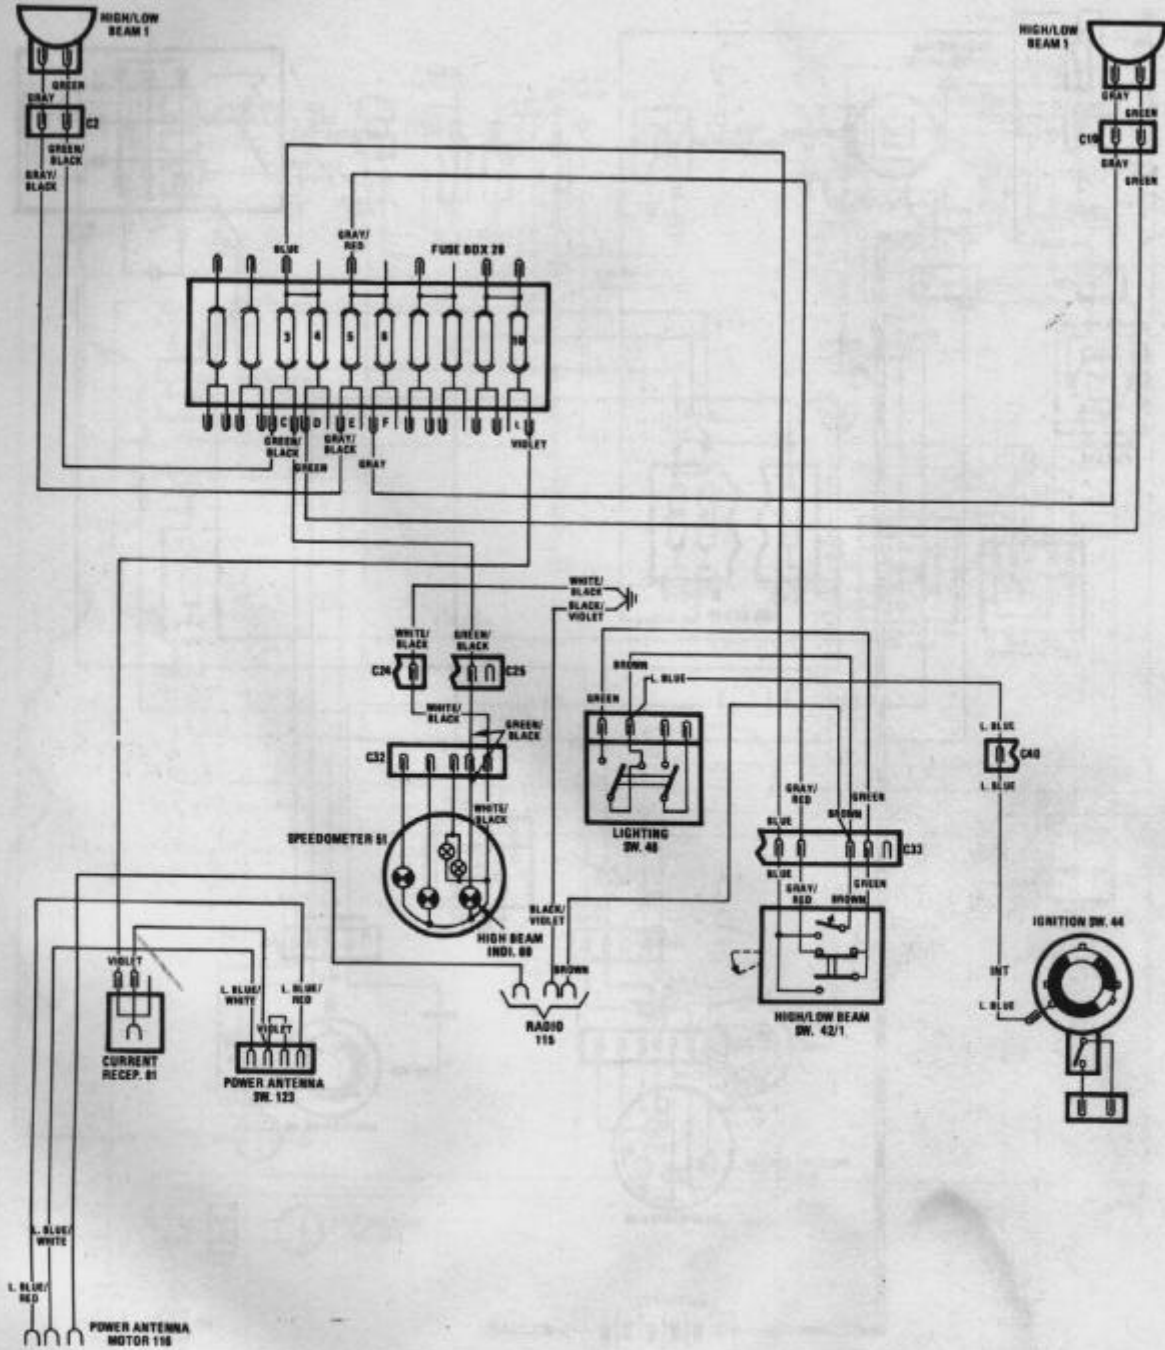 HIGH/LOW
BEAM 1
HIGH/LOW
BEAM 1
GREEN
GRAY
C2
GREEN/
BLACK
GRAY/
BLACK
GRAY
GREEN
C10
GRAY
GREEN
BLUE
GRAY/
RED
FUSE BOX 28
3
4
5
6
10
C
D
E
F
L
GREEN/
BLACK
GREEN
GRAY/
BLACK
GRAY
VIOLET
WHITE/
BLACK
BLACK/
VIOLET
WHITE/
BLACK
GREEN/
BLACK
C24
C25
WHITE/
BLACK
GREEN/
BLACK
C32
WHITE/
BLACK
SPEEDOMETER 51
HIGH BEAM
INDI. 60
BROWN
L. BLUE
GREEN
LIGHTING
SW. 48
L. BLUE
C40
L. BLUE
GRAY/
RED
GREEN
BLUE
BROWN
C33
BLUE
GRAY/
RED
BROWN
GREEN
HIGH/LOW BEAM
SW. 42/1
IGNITION SW. 44
INT
L. BLUE
BLACK/
VIOLET
BROWN
RADIO
115
VIOLET
CURRENT
RECEP. 81
L. BLUE/
WHITE
L. BLUE/
RED
VIOLET
POWER ANTENNA
SW. 123
L. BLUE/
WHITE
L. BLUE/
RED
POWER ANTENNA
MOTOR 116